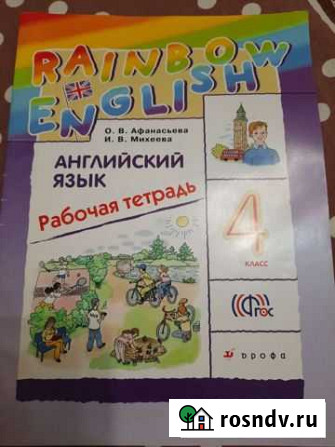 RAINBOW
ENGLISH
О. В. Афанасьева
И. В. Михеева
АНГЛИЙСКИЙ
ЯЗЫК
Рабочая тетрадь
4
КЛАСС
ФГОС
дрофа
rosndv.ru